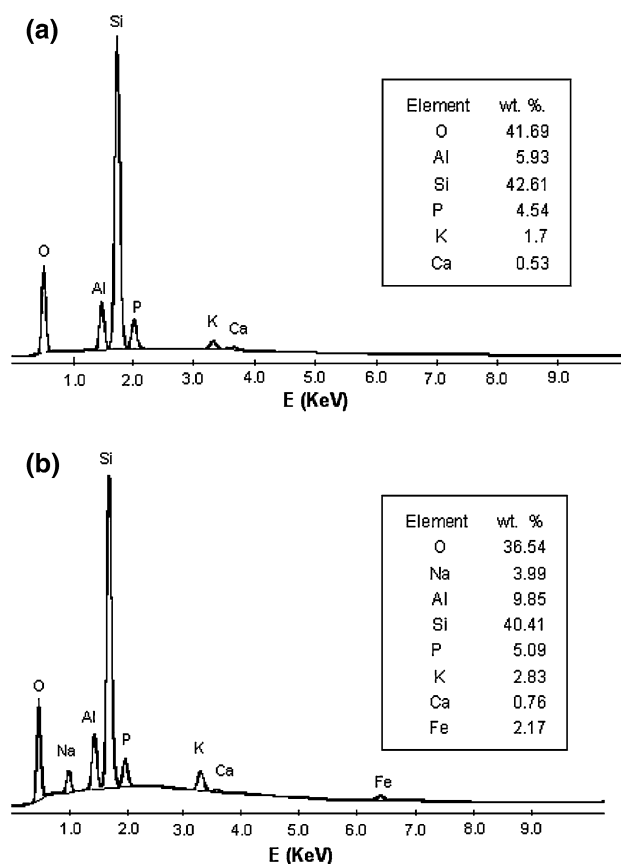 (a)
Si
O
Al
P
K
Ca
Element wt. %.
O 41.69
Al 5.93
Si 42.61
P 4.54
K 1.7
Ca 0.53
1.0 2.0 3.0 4.0 5.0 6.0 7.0 8.0 9.0
E (KeV)
(b)
Si
O
Na
Al
P
K
Ca
Fe
Element wt. %
O 36.54
Na 3.99
Al 9.85
Si 40.41
P 5.09
K 2.83
Ca 0.76
Fe 2.17
1.0 2.0 3.0 4.0 5.0 6.0 7.0 8.0 9.0
E (KeV)